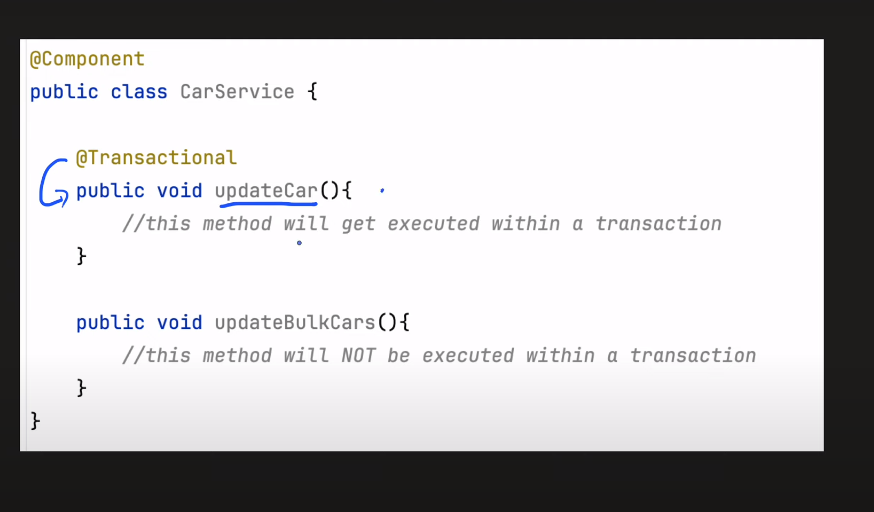 @Component
public class CarService {
@Transactional
public void updateCar(){
//this method will get executed within a transaction
}
public void updateBulkCars(){
//this method will NOT be executed within a transaction
}
}